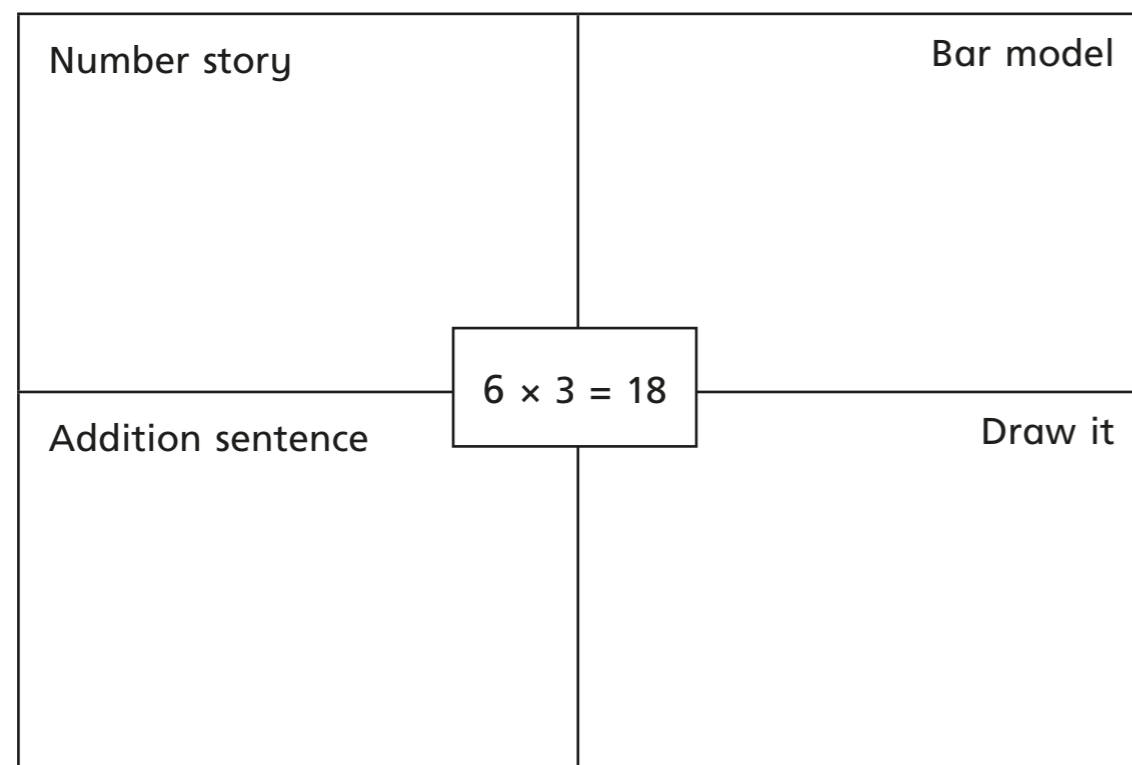 Number story
Bar model
6 × 3 = 18
Addition sentence
Draw it